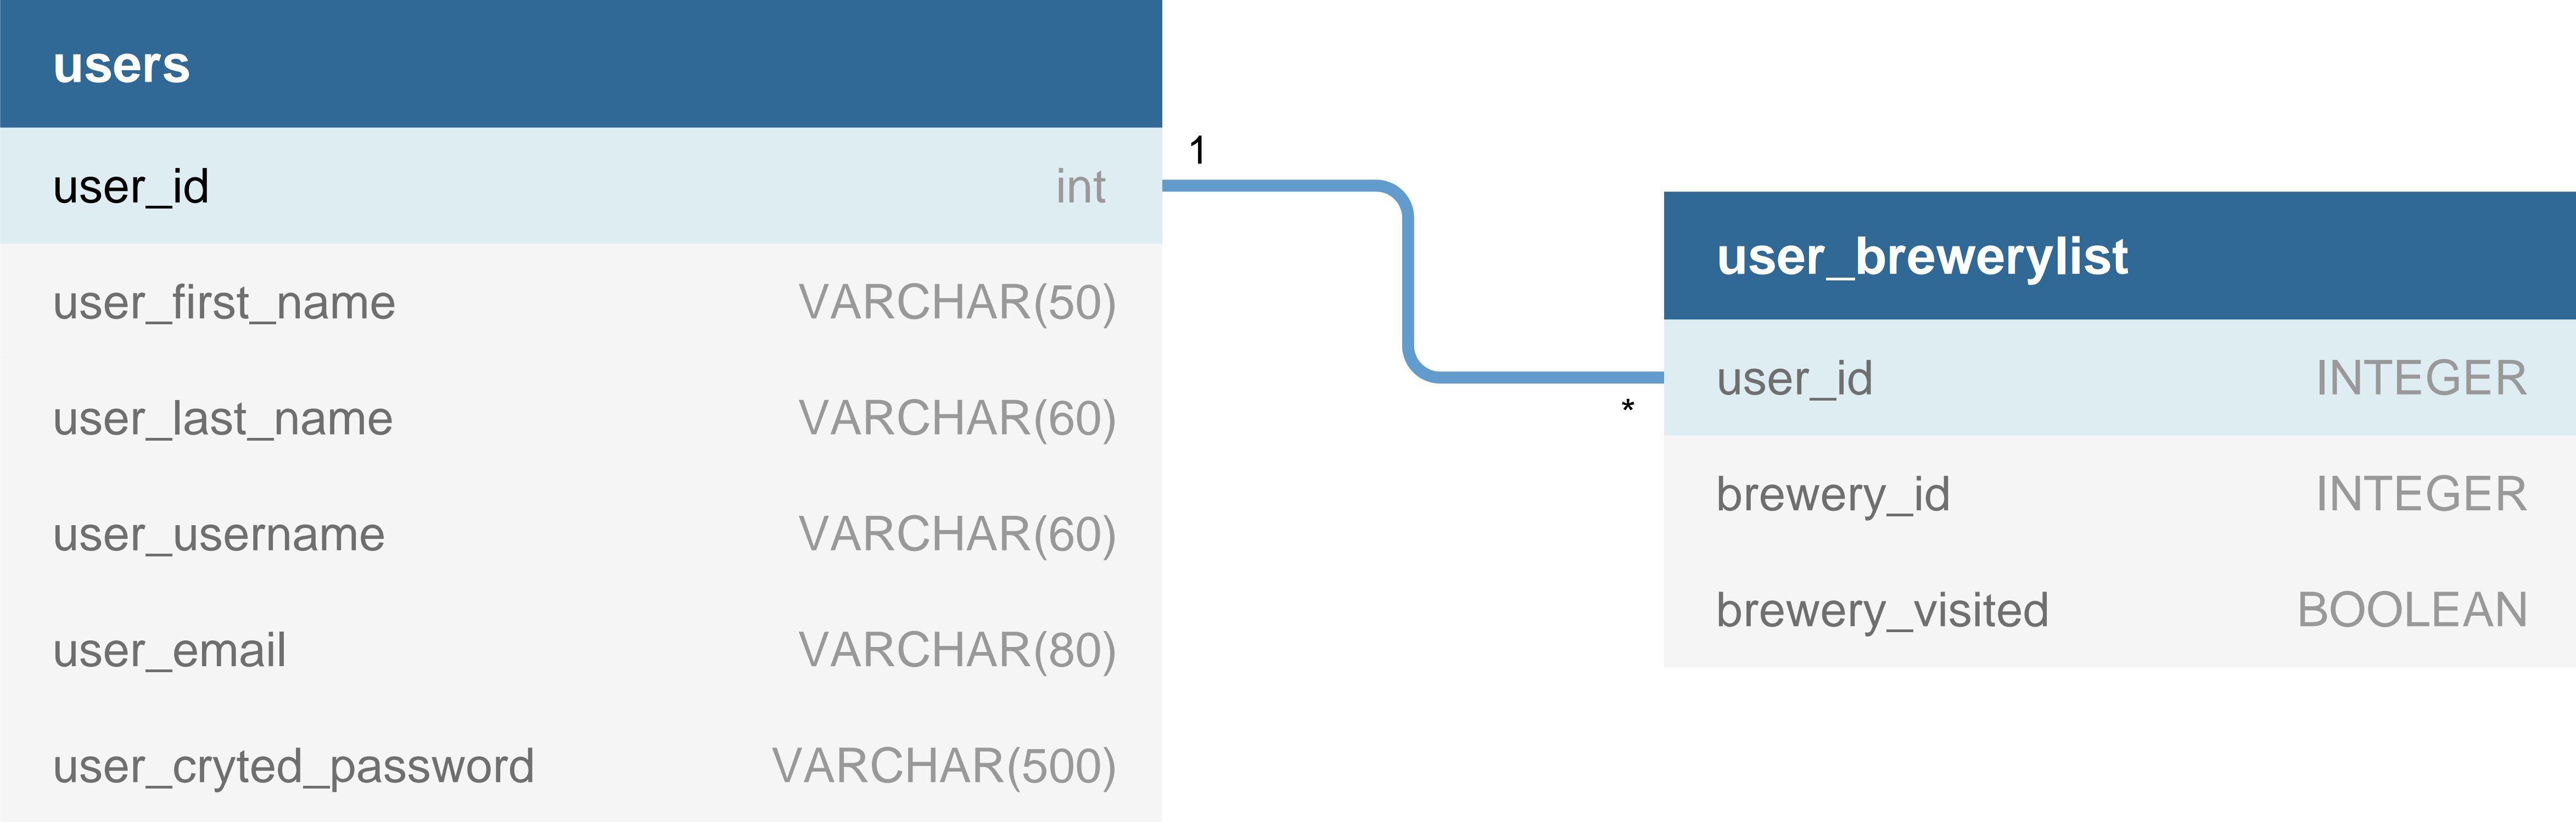 users
user_id int
user_first_name VARCHAR(50)
user_last_name VARCHAR(60)
user_username VARCHAR(60)
user_email VARCHAR(80)
user_cryted_password VARCHAR(500)
1
*
user_brewerylist
user_id INTEGER
brewery_id INTEGER
brewery_visited BOOLEAN